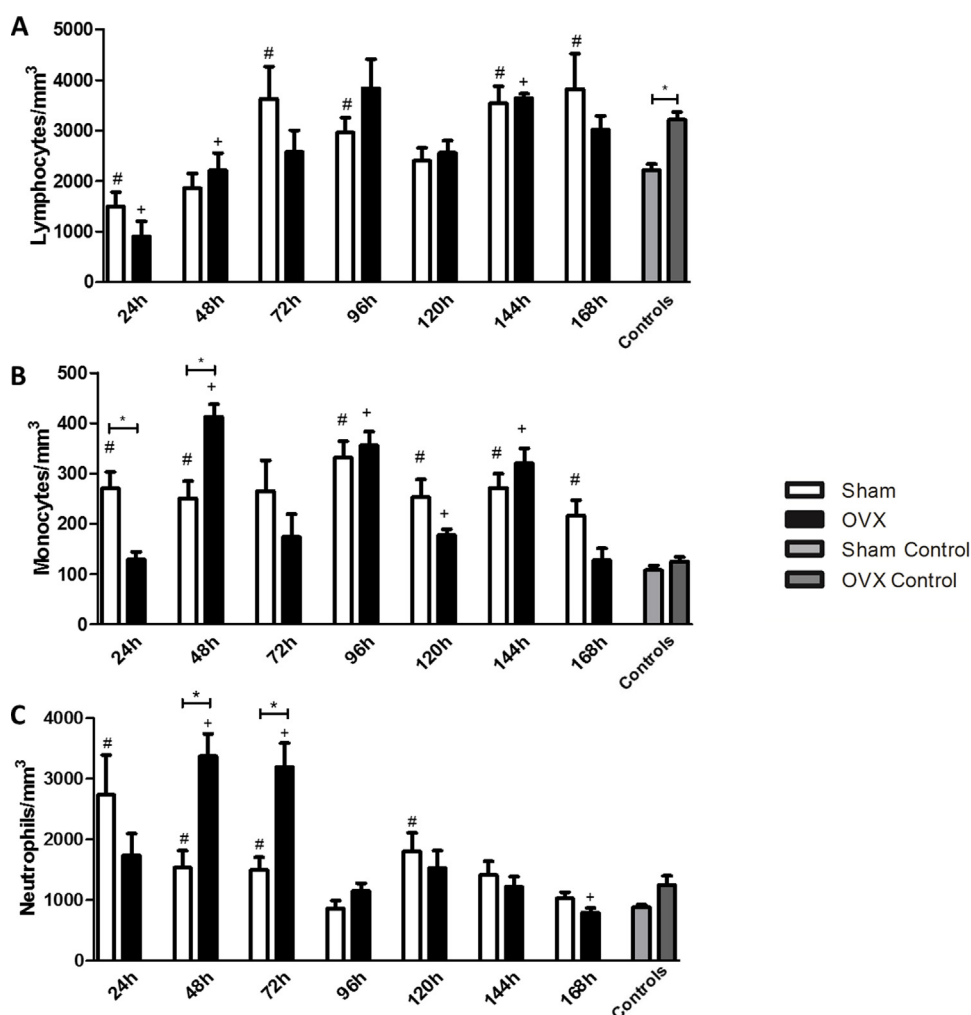 A
Lymphocytes/mm³
5000
4000
3000
2000
1000
0
# + + # # # + # *
24h 48h 72h 96h 120h 144h 168h Controls
B
Monocytes/mm³
500
400
300
200
100
0
# * # * + # + # + # + #
24h 48h 72h 96h 120h 144h 168h Controls
Sham
OVX
Sham Control
OVX Control
C
Neutrophils/mm³
4000
3000
2000
1000
0
# # * + # * + # +
24h 48h 72h 96h 120h 144h 168h Controls